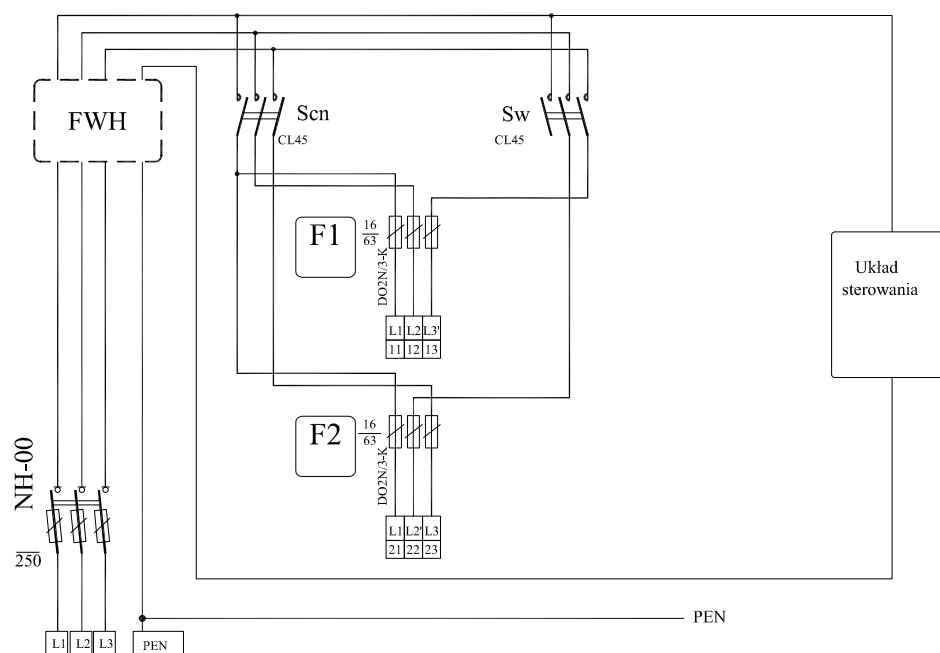 FWH
Scn
CL45
Sw
CL45
F1
16
63
DO2N/3-K
L1 L2 L3'
11 12 13
Układ
sterowania
F2
16
63
DO2N/3-K
L1 L2' L3
21 22 23
NH-00
250
L1 L2 L3 PEN
PEN